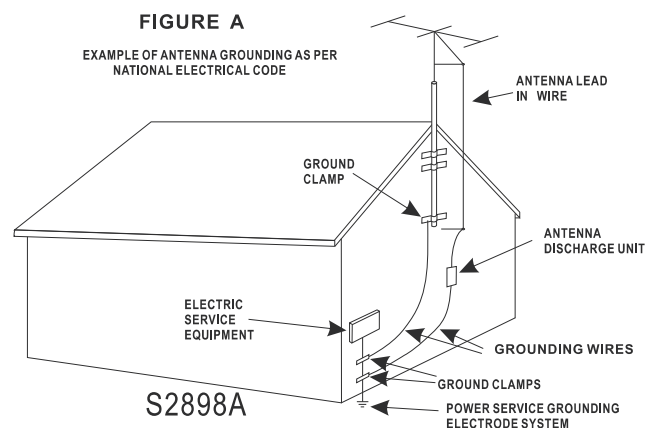 FIGURE A
EXAMPLE OF ANTENNA GROUNDING AS PER
NATIONAL ELECTRICAL CODE
ANTENNA LEAD
IN WIRE
GROUND
CLAMP
ANTENNA
DISCHARGE UNIT
ELECTRIC
SERVICE
EQUIPMENT
GROUNDING WIRES
GROUND CLAMPS
S2898A
POWER SERVICE GROUNDING
ELECTRODE SYSTEM